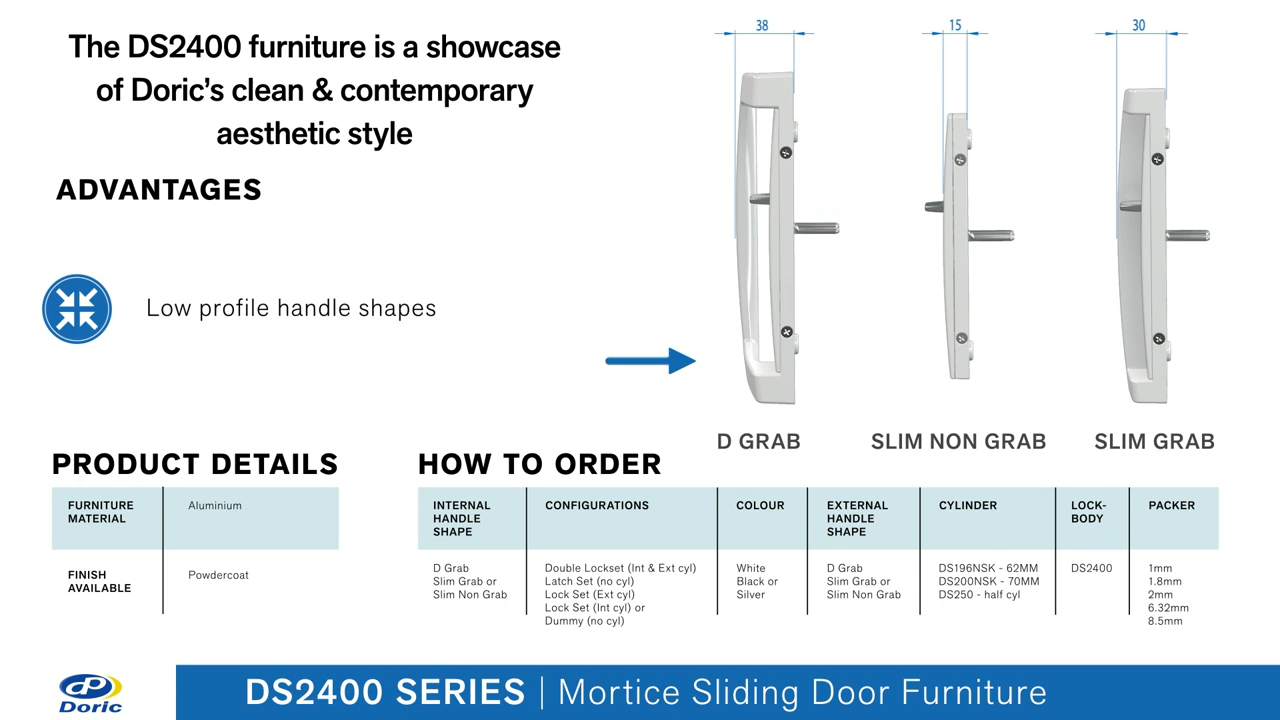 The DS2400 furniture is a showcase
of Doric's clean & contemporary
aesthetic style
ADVANTAGES
Low profile handle shapes
38
15
30
D GRAB
SLIM NON GRAB
SLIM GRAB
PRODUCT DETAILS
FURNITURE
MATERIAL
Aluminium
FINISH
AVAILABLE
Powdercoat
HOW TO ORDER
INTERNAL
HANDLE
SHAPE
CONFIGURATIONS
COLOUR
EXTERNAL
HANDLE
SHAPE
CYLINDER
LOCK-
BODY
PACKER
D Grab
Slim Grab or
Slim Non Grab
Double Lockset (Int & Ext cyl)
Latch Set (no cyl)
Lock Set (Ext cyl)
Lock Set (Int cyl) or
Dummy (no cyl)
White
Black or
Silver
D Grab
Slim Grab or
Slim Non Grab
DS196NSK - 62MM
DS200NSK - 70MM
DS250 - half cyl
DS2400
1mm
1.8mm
2mm
6.32mm
8.5mm
Doric
DS2400 SERIES | Mortice Sliding Door Furniture